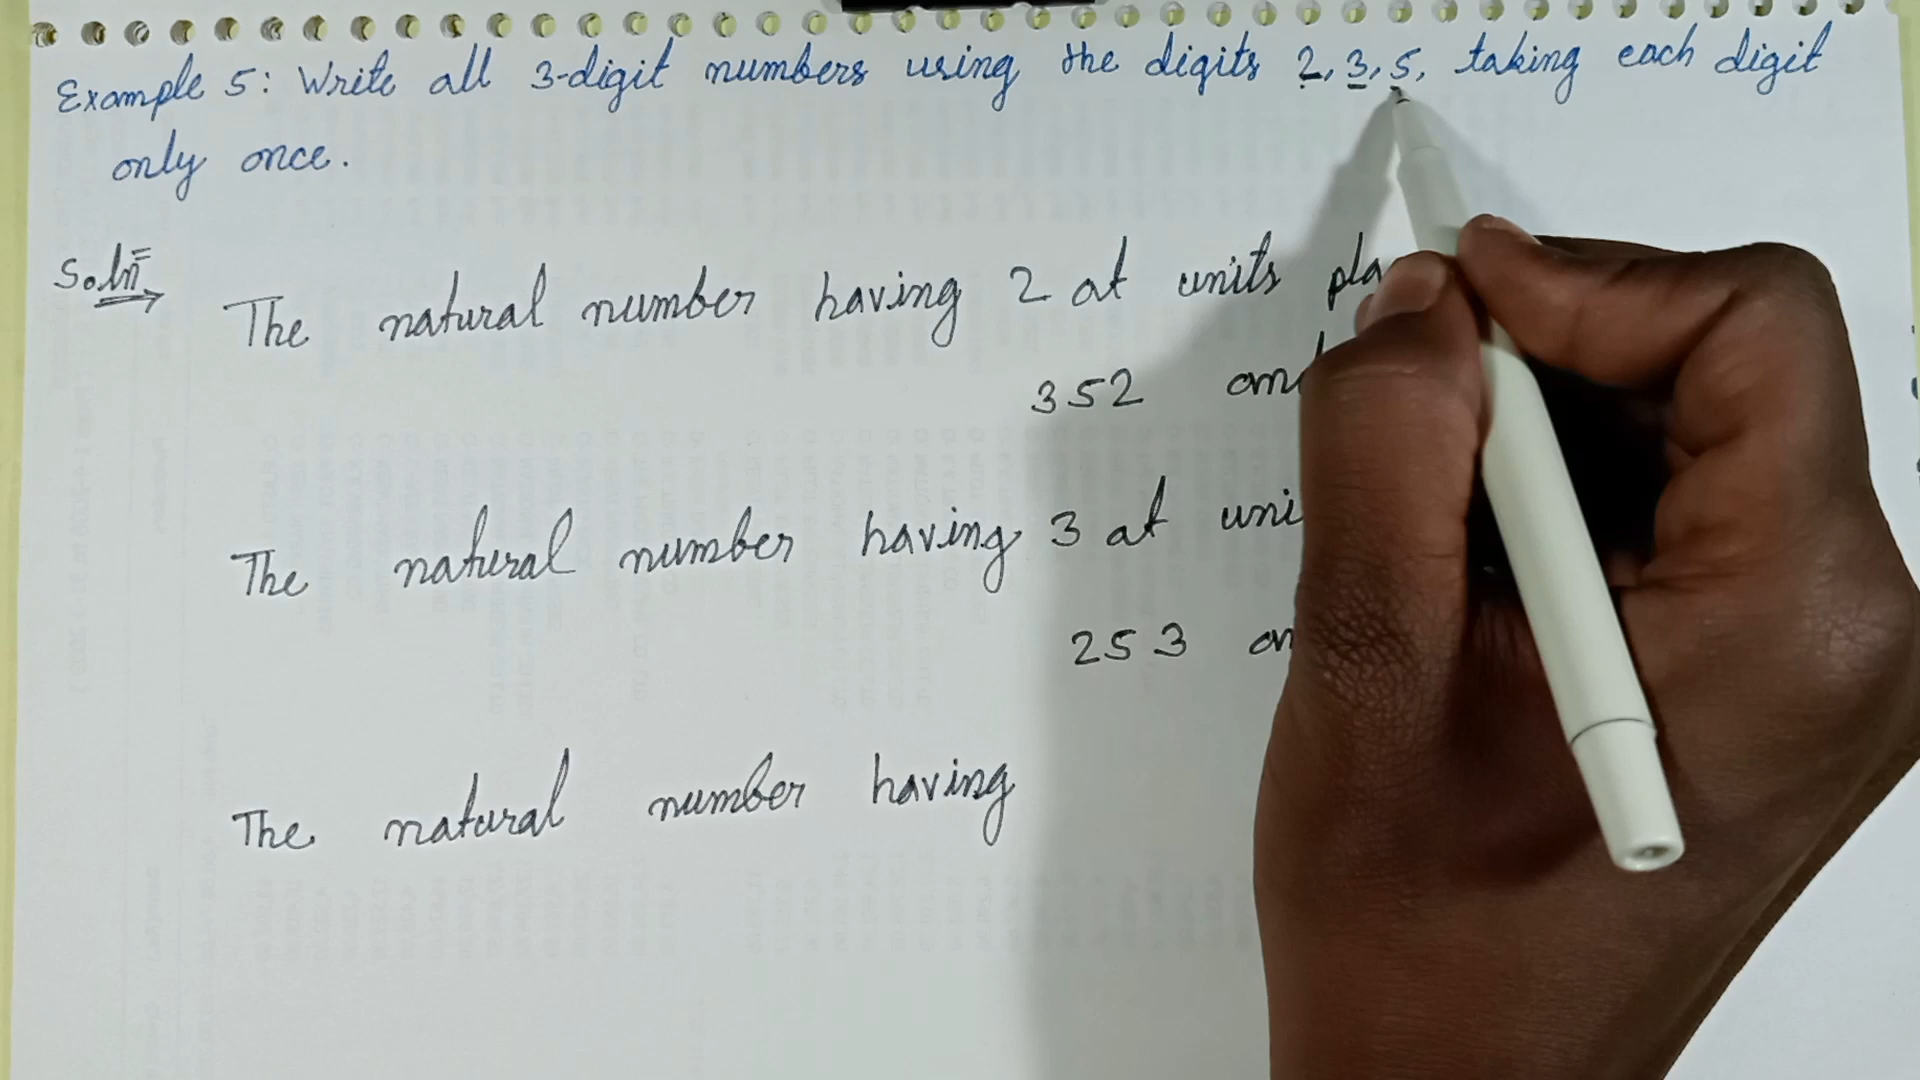 Example 5: Write all 3-digit numbers using the digits 2, 3, 5, taking each digit
only once.
Soln
The natural number having 2 at units
352 and
The natural number having 3 at
253
The natural number having